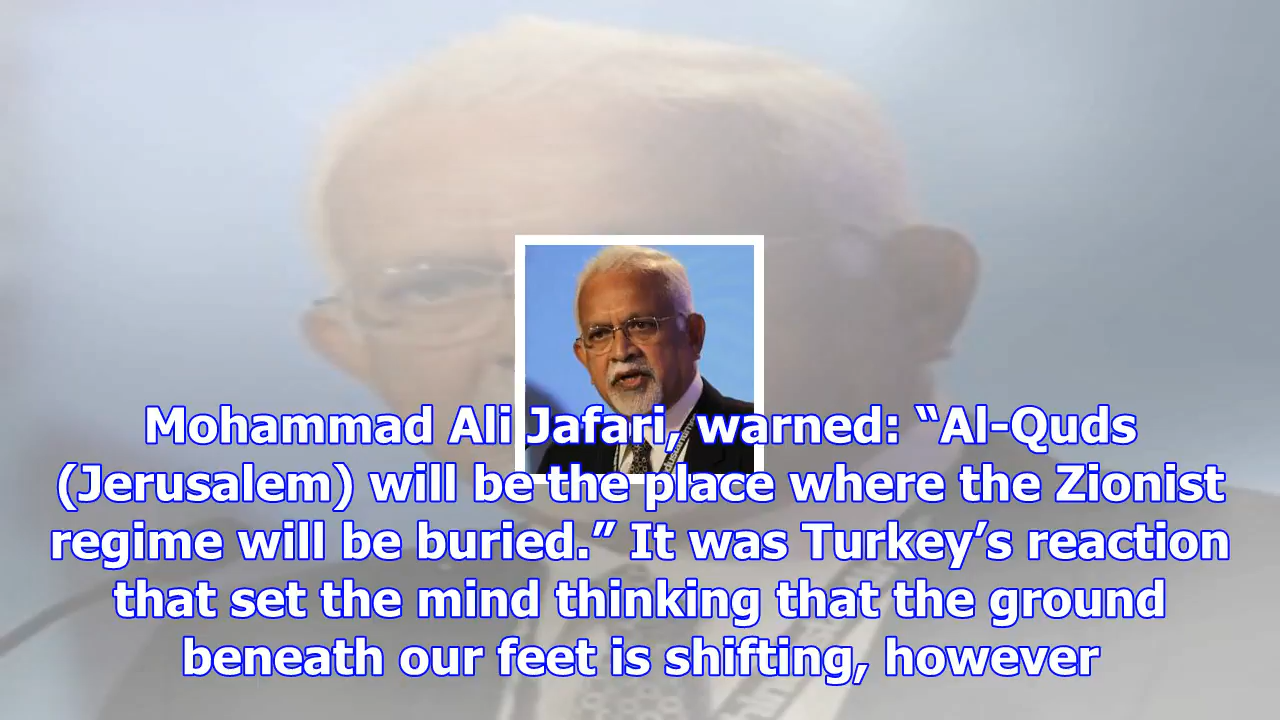 Mohammad Ali Jafari, warned: “Al-Quds
(Jerusalem) will be the place where the Zionist
regime will be buried.” It was Turkey’s reaction
that set the mind thinking that the ground
beneath our feet is shifting, however